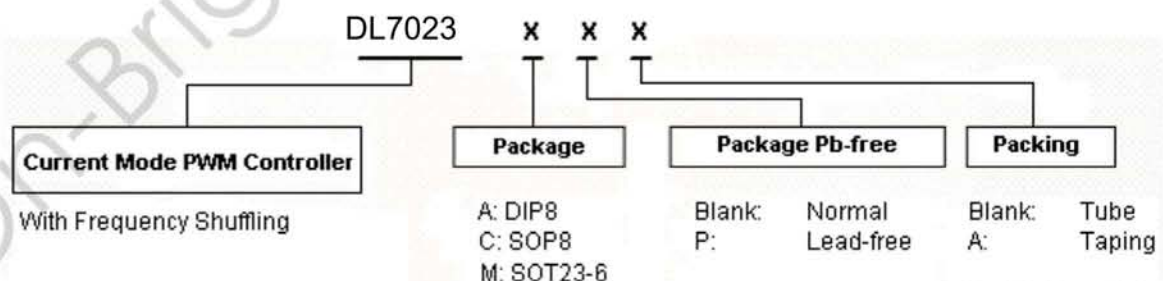 DL7023 X X X
Current Mode PWM Controller
With Frequency Shuffling
Package
A: DIP8
C: SOP8
M: SOT23-6
Package Pb-free
Blank: Normal
P: Lead-free
Packing
Blank: Tube
A: Taping